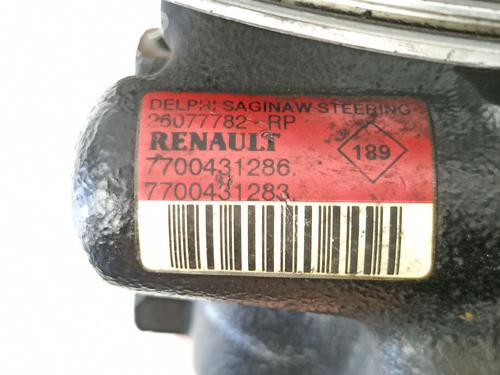 DELPHI SAGINAW STEERING
26077782 RP
RENAULT
189
7700431286.
7700431283.